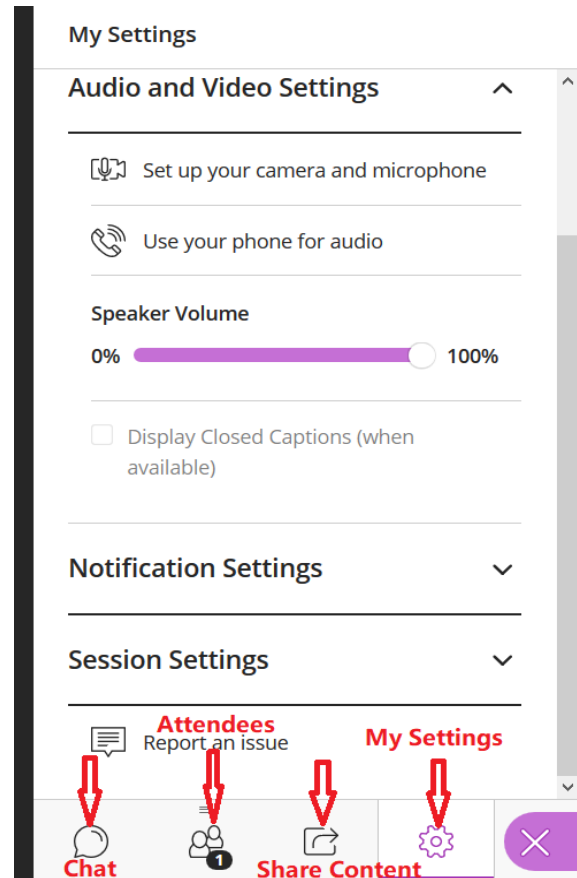 My Settings
Audio and Video Settings
Set up your camera and microphone
Use your phone for audio
Speaker Volume
0% 100%
Display Closed Captions (when
available)
Notification Settings
Session Settings
Attendees
Report an issue
My Settings
1
Chat
Share Content